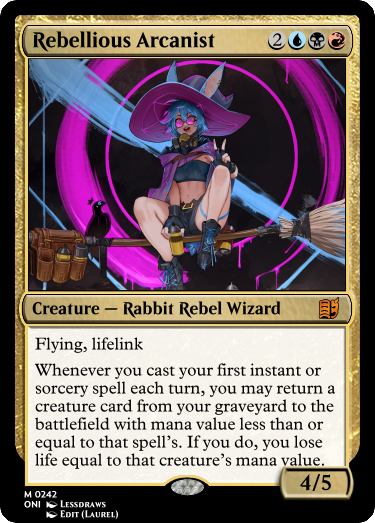 Rebellious Arcanist 2
Creature — Rabbit Rebel Wizard
Flying, lifelink
Whenever you cast your first instant or
sorcery spell each turn, you may return a
creature card from your graveyard to the
battlefield with mana value less than or
equal to that spell's. If you do, you lose
life equal to that creature's mana value.
4/5
M 0242
ONI Lessdraws
Edit (Laurel)